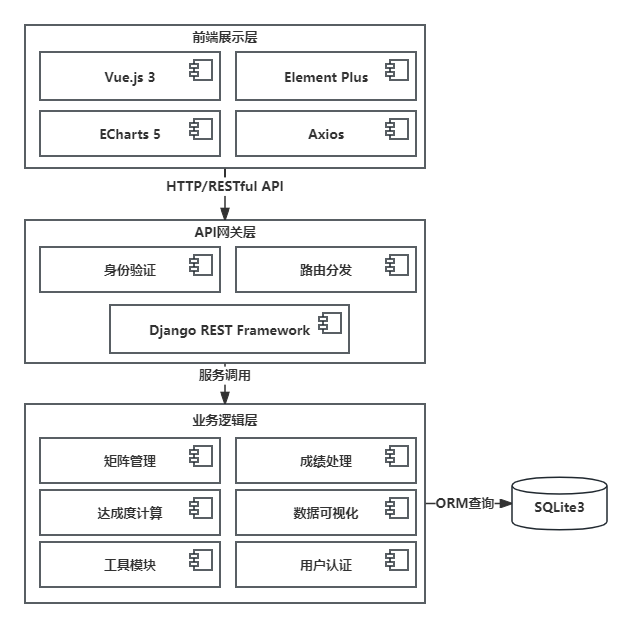 前端展示层
Vue.js 3
Element Plus
ECharts 5
Axios
HTTP/RESTful API
API网关层
身份验证
路由分发
Django REST Framework
服务调用
业务逻辑层
矩阵管理
成绩处理
达成度计算
数据可视化
工具模块
用户认证
ORM查询
SQLite3